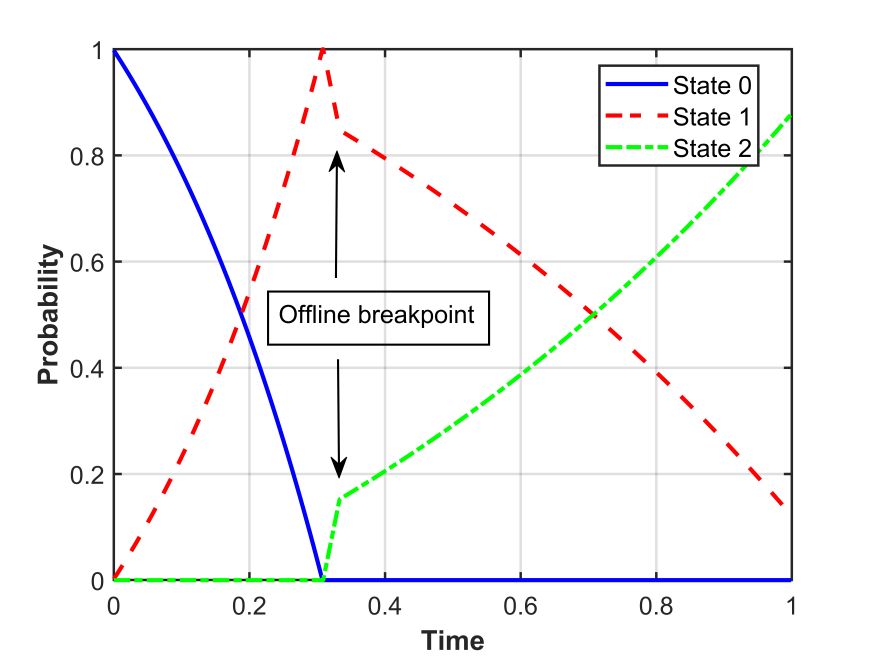 1
0.8
0.6
0.4
0.2
0
0
0.2
0.4
0.6
0.8
1
Probability
Time
State 0
State 1
State 2
Offline breakpoint